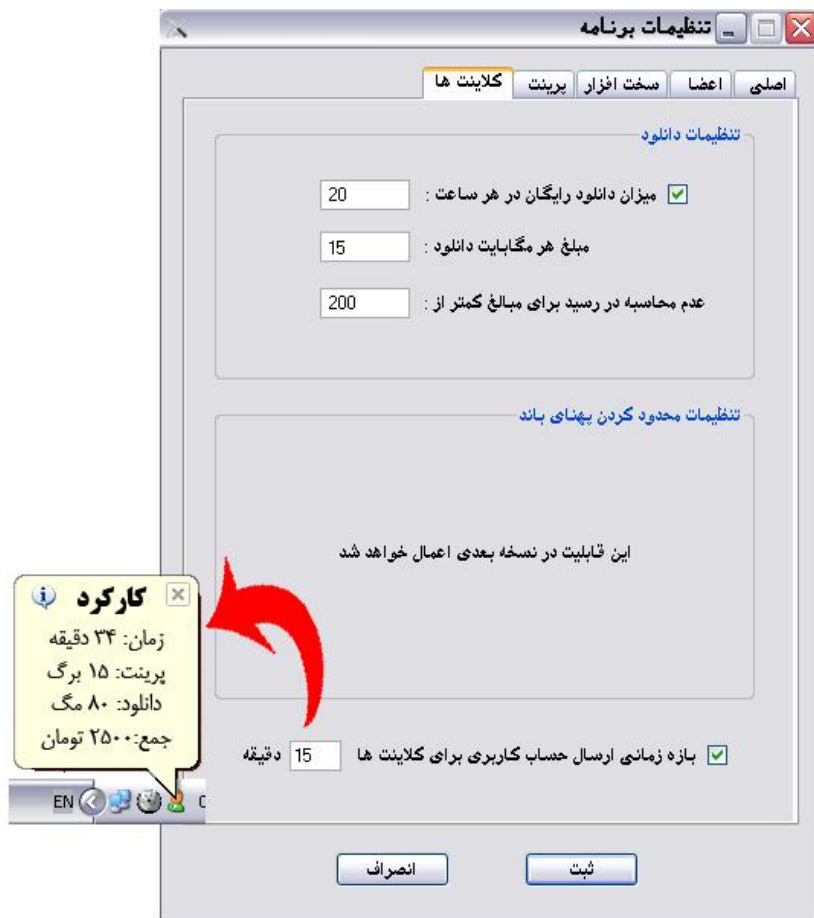 تنظیمات برنامه
اصلی
اعضا
سخت افزار
پرینت
کلاینت ها
تنظیمات دانلود
میزان دانلود رایگان در هر ساعت : 20
مبلغ هر مگابایت دانلود : 15
عدم محاسبه در رسید برای مبالغ کمتر از : 200
تنظیمات محدود کردن پهنای باند
این قابلیت در نسخه بعدی اعمال خواهد شد
بازه زمانی ارسال حساب کاربری برای کلاینت ها 15 دقیقه
ثبت
انصراف
کارکرد
زمان: ۳۴ دقیقه
پرینت: ۱۵ برگ
دانلود: ۸۰ مگ
جمع:۲۵۰۰ تومان
EN